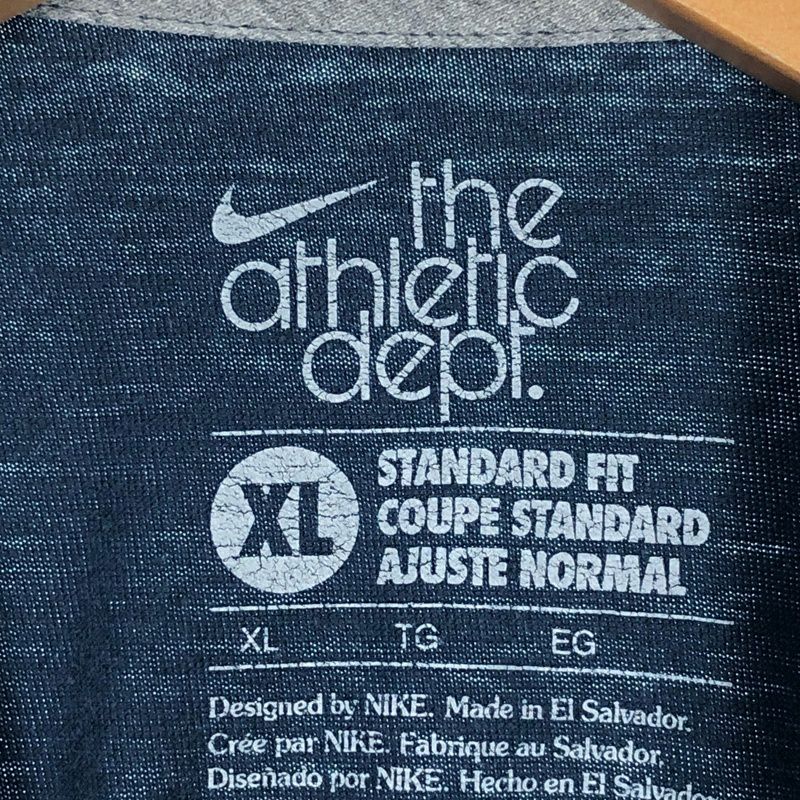 the
athletic
dept.
XL
STANDARD FIT
COUPE STANDARD
AJUSTE NORMAL
XL TG EG
Designed by NIKE. Made in El Salvador.
Crée par NIKE. Fabrique au Salvador.
Diseñado por NIKE. Hecho en El Salvador